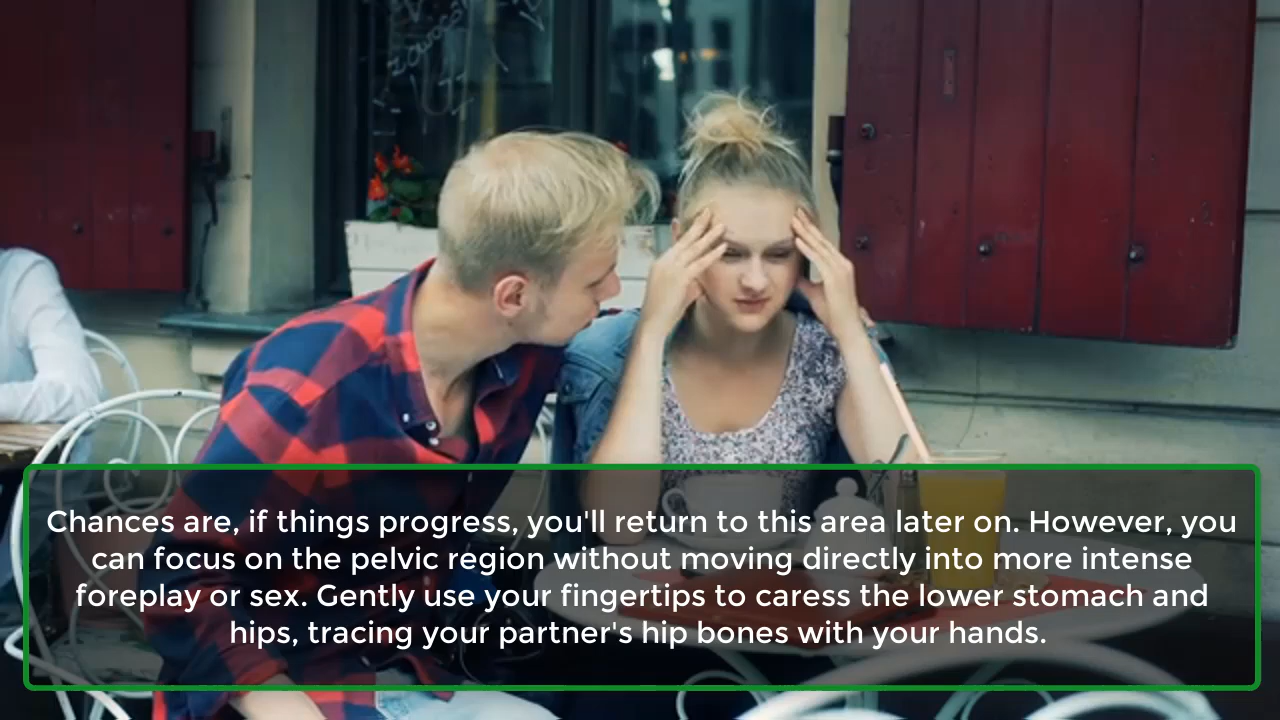 Chances are, if things progress, you'll return to this area later on. However, you
can focus on the pelvic region without moving directly into more intense
foreplay or sex. Gently use your fingertips to caress the lower stomach and
hips, tracing your partner's hip bones with your hands.